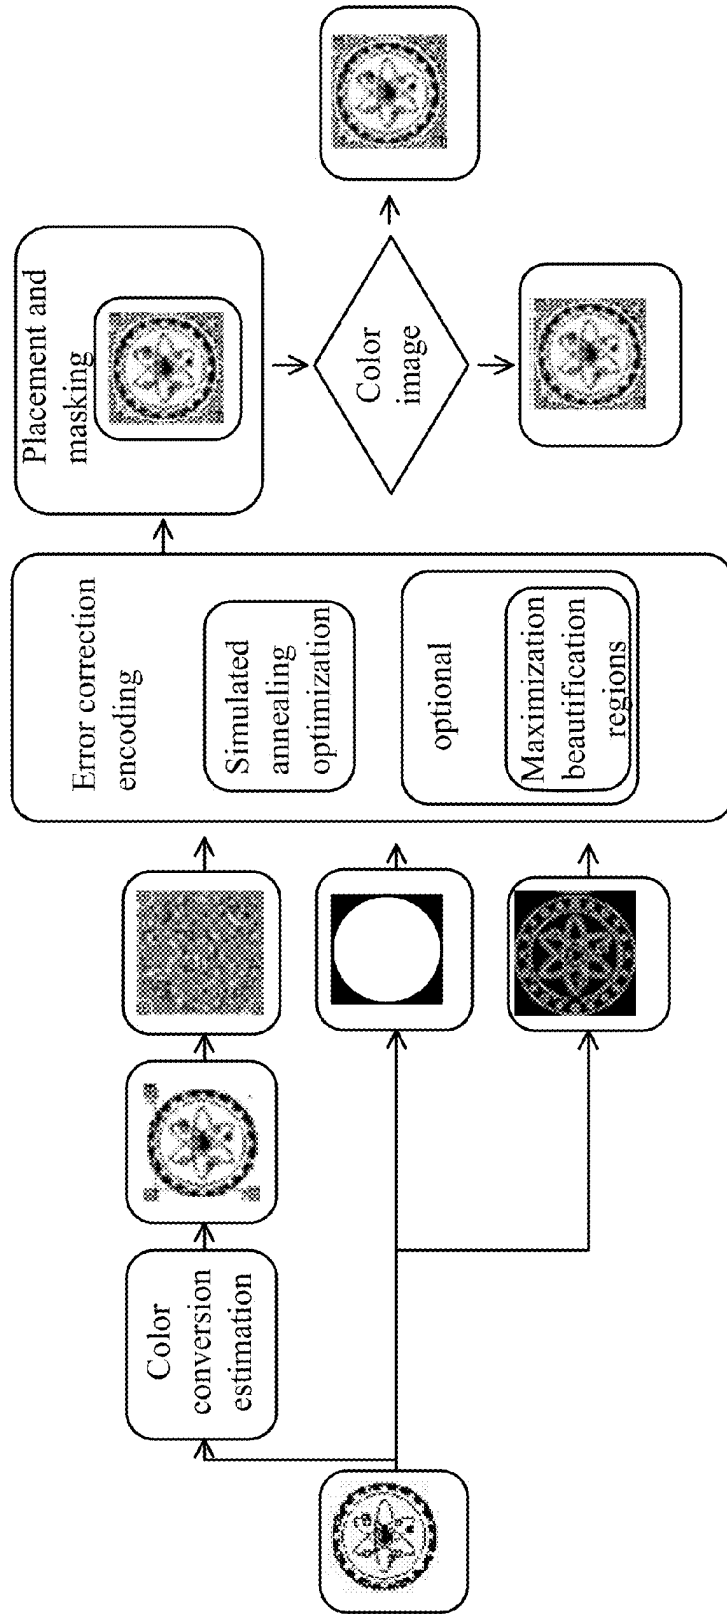 Color
conversion
estimation
Error correction
encoding
Simulated
annealing
optimization
optional
Maximization
beautification
regions
Placement and
masking
Color
image